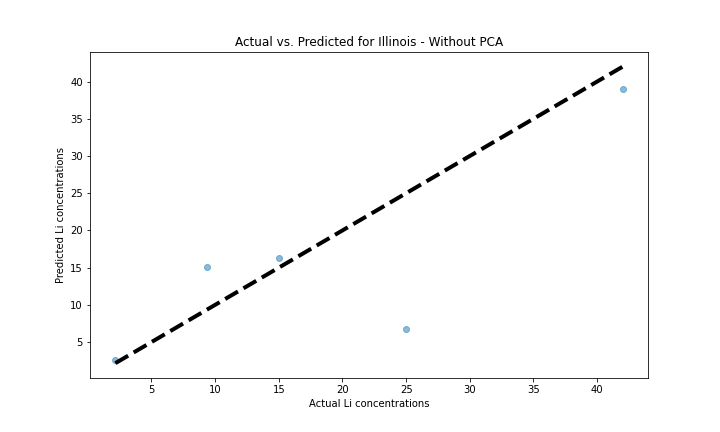 Actual vs. Predicted for Illinois - Without PCA
Predicted Li concentrations
40
35
30
25
20
15
10
5
5 10 15 20 25 30 35 40
Actual Li concentrations